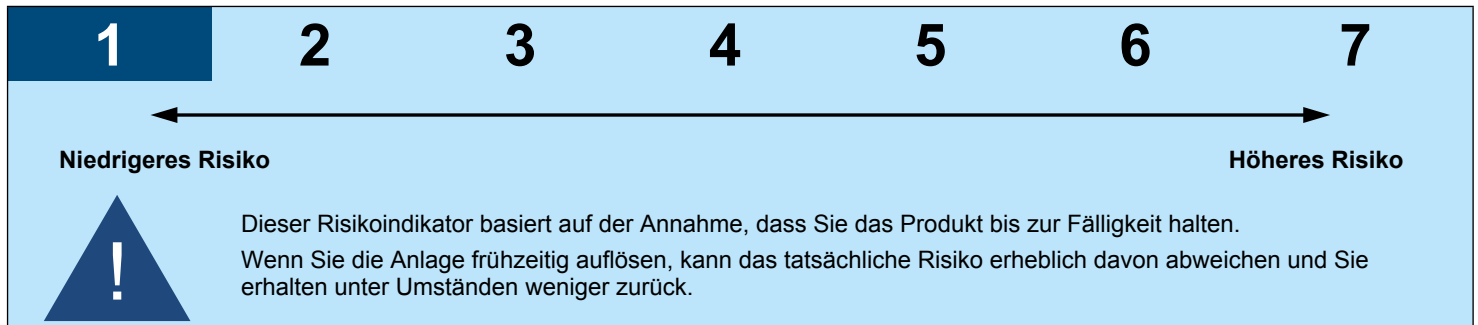 1 2 3 4 5 6 7
Niedrigeres Risiko Höheres Risiko
Dieser Risikoindikator basiert auf der Annahme, dass Sie das Produkt bis zur Fälligkeit halten.
Wenn Sie die Anlage frühzeitig auflösen, kann das tatsächliche Risiko erheblich davon abweichen und Sie
erhalten unter Umständen weniger zurück.
!